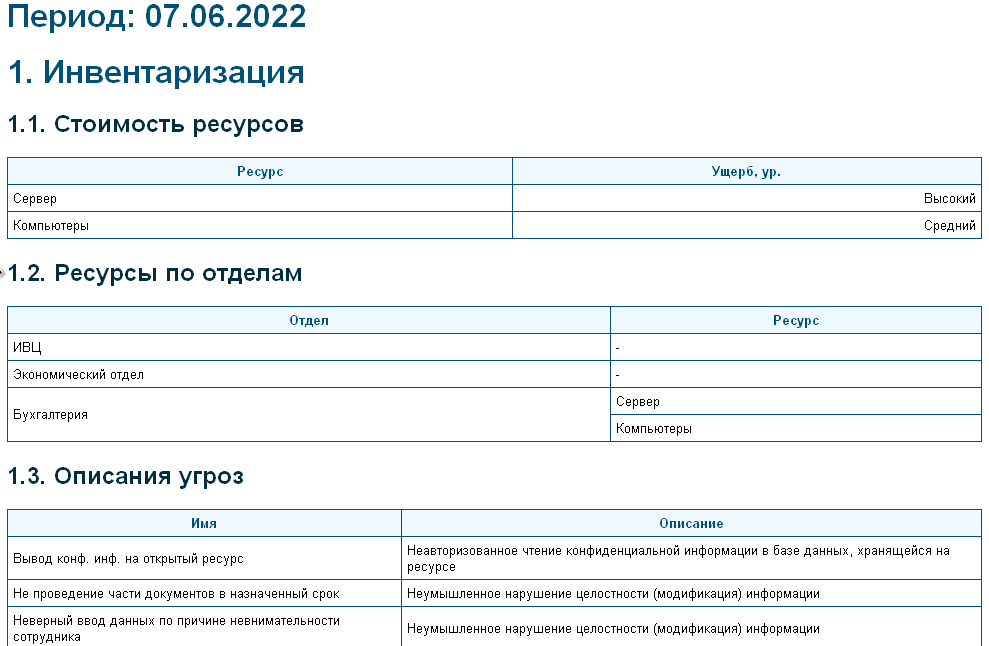 Период: 07.06.2022
1. Инвентаризация
1.1. Стоимость ресурсов
Ресурс Ущерб, ур.
Сервер Высокий
Компьютеры Средний
1.2. Ресурсы по отделам
Отдел Ресурс
ИВЦ -
Экономический отдел -
Бухгалтерия
Сервер
Компьютеры
1.3. Описания угроз
Имя Описание
Вывод конф. инф. на открытый ресурс
Неавторизованное чтение конфиденциальной информации в базе данных, хранящейся на
ресурсе
Не проведение части документов в назначенный срок Неумышленное нарушение целостности (модификация) информации
Неверный ввод данных по причине невнимательности
сотрудника
Неумышленное нарушение целостности (модификация) информации